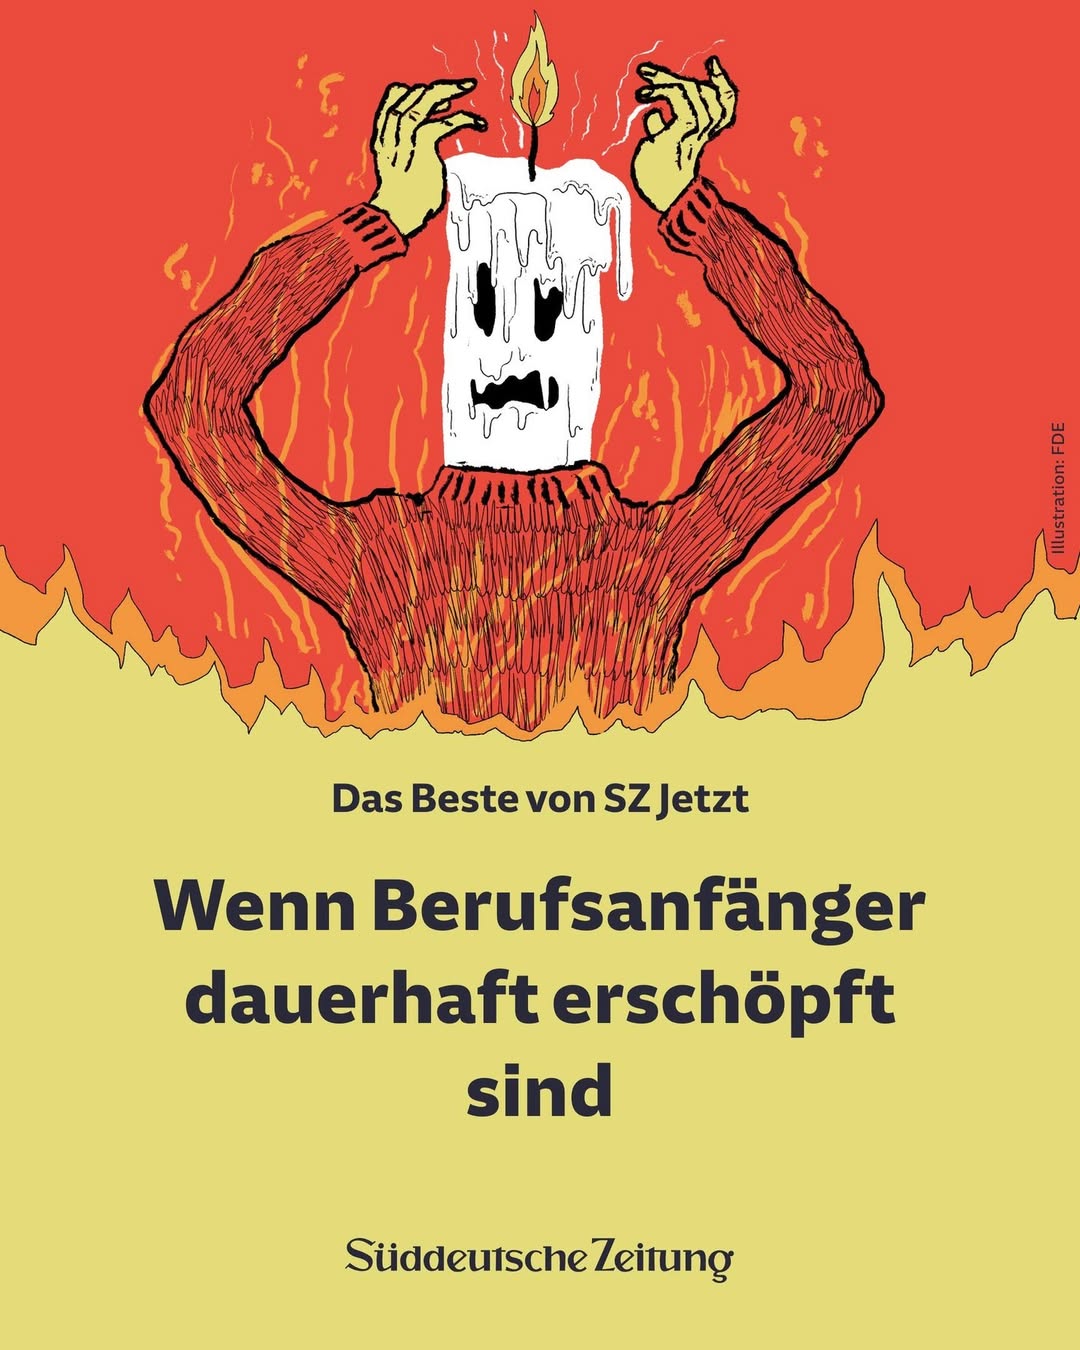 Illustration: FDE
Das Beste von SZ Jetzt
Wenn Berufsanfänger
dauerhaft erschöpft
sind
Süddeutsche Zeitung